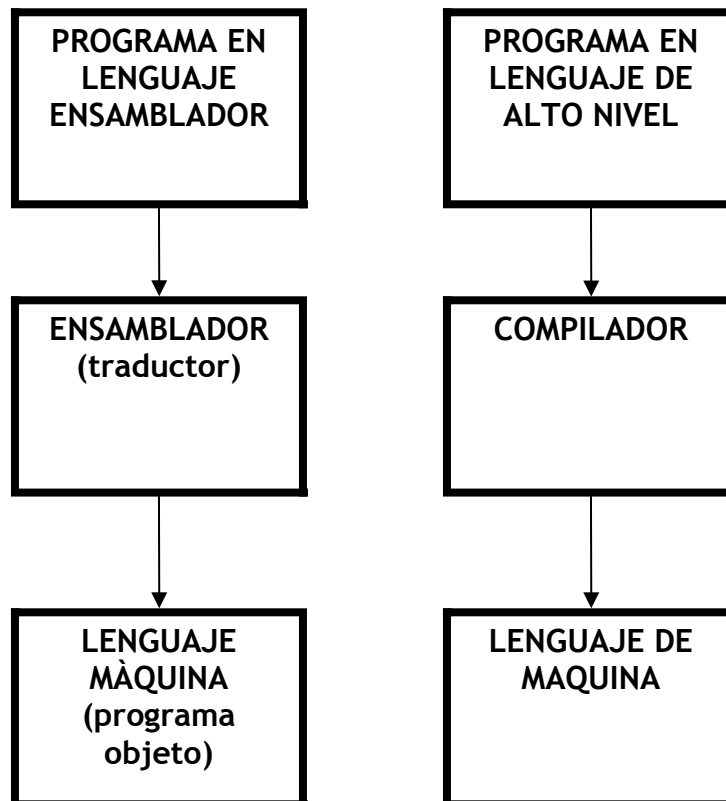 PROGRAMA EN
LENGUAJE
ENSAMBLADOR
PROGRAMA EN
LENGUAJE DE
ALTO NIVEL
ENSAMBLADOR
(traductor)
COMPILADOR
LENGUAJE
MÀQUINA
(programa
objeto)
LENGUAJE DE
MAQUINA